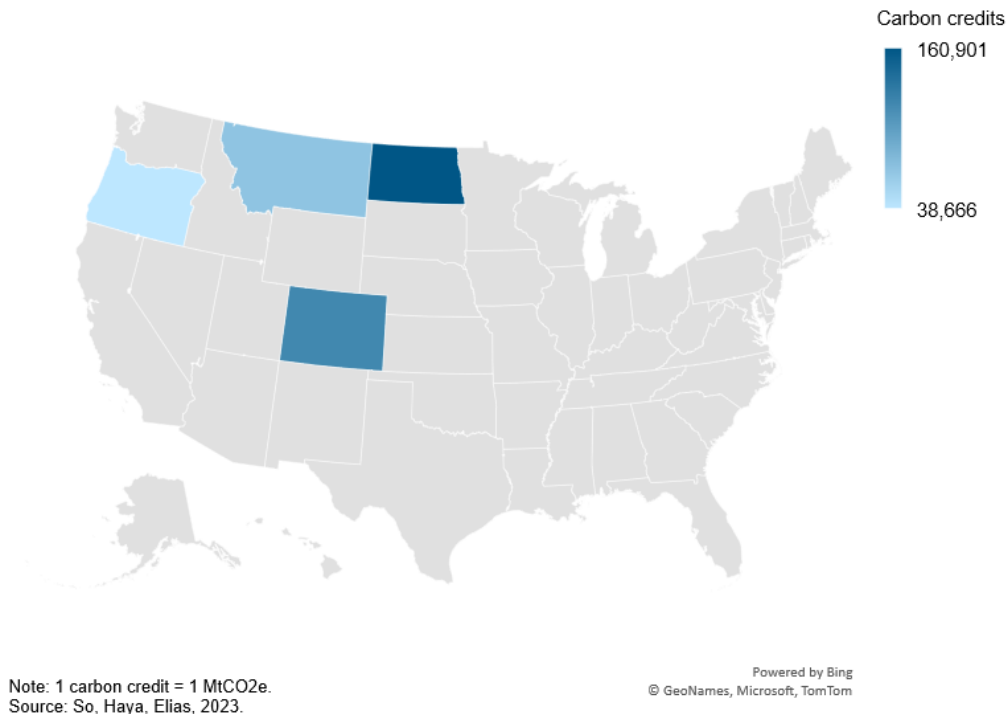 Carbon credits
160,901
38,666
Powered by Bing
© GeoNames, Microsoft, TomTom
Note: 1 carbon credit = 1 MtCO2e.
Source: So, Haya, Elias, 2023.